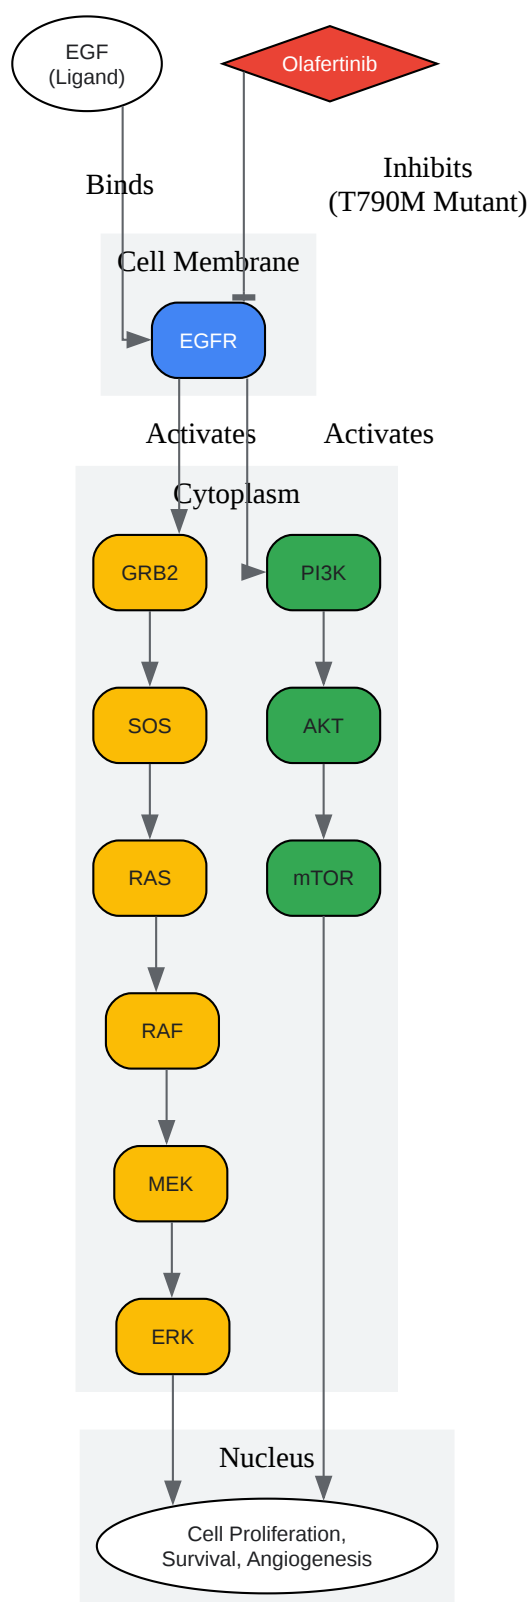 EGF
(Ligand)
Olafertinib
Binds
Inhibits
(T790M Mutant)
Cell Membrane
EGFR
Activates
Activates
Cytoplasm
GRB2
PI3K
SOS
AKT
RAS
mTOR
RAF
MEK
ERK
Nucleus
Cell Proliferation,
Survival, Angiogenesis